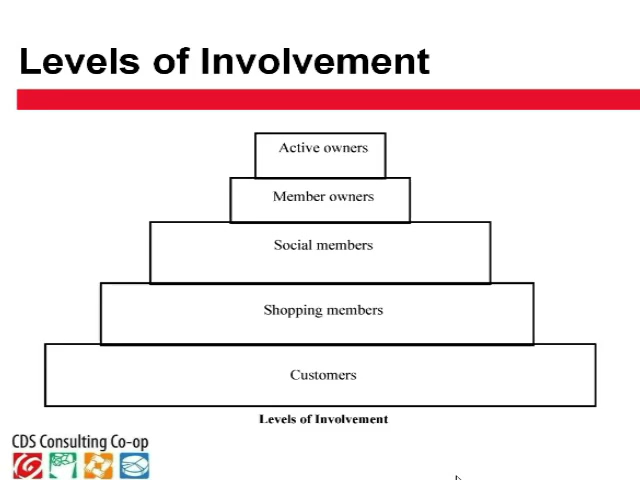 Levels of Involvement
Active owners
Member owners
Social members
Shopping members
Customers
Levels of Involvement
CDS Consulting Co-op